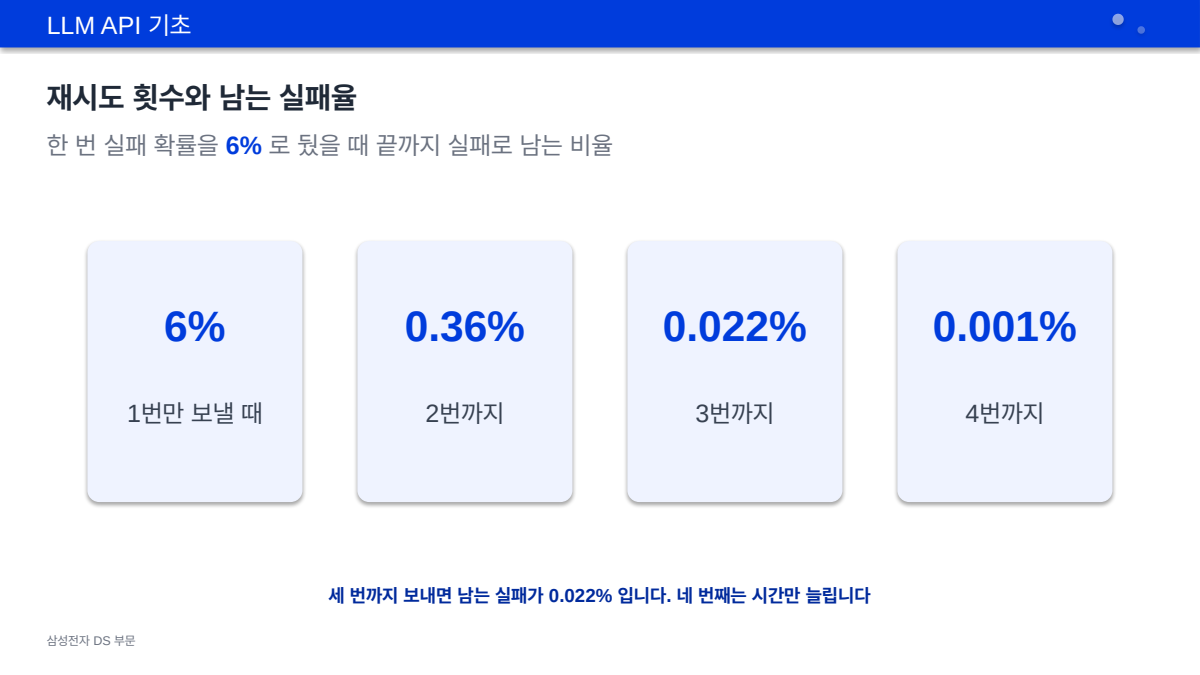 LLM API 기초
재시도 횟수와 남는 실패율
한 번 실패 확률을 6% 로 뒀을 때 끝까지 실패로 남는 비율
6%
1번만 보낼 때
0.36%
2번까지
0.022%
3번까지
0.001%
4번까지
세 번까지 보내면 남는 실패가 0.022% 입니다. 네 번째는 시간만 늘립니다
삼성전자 DS 부문